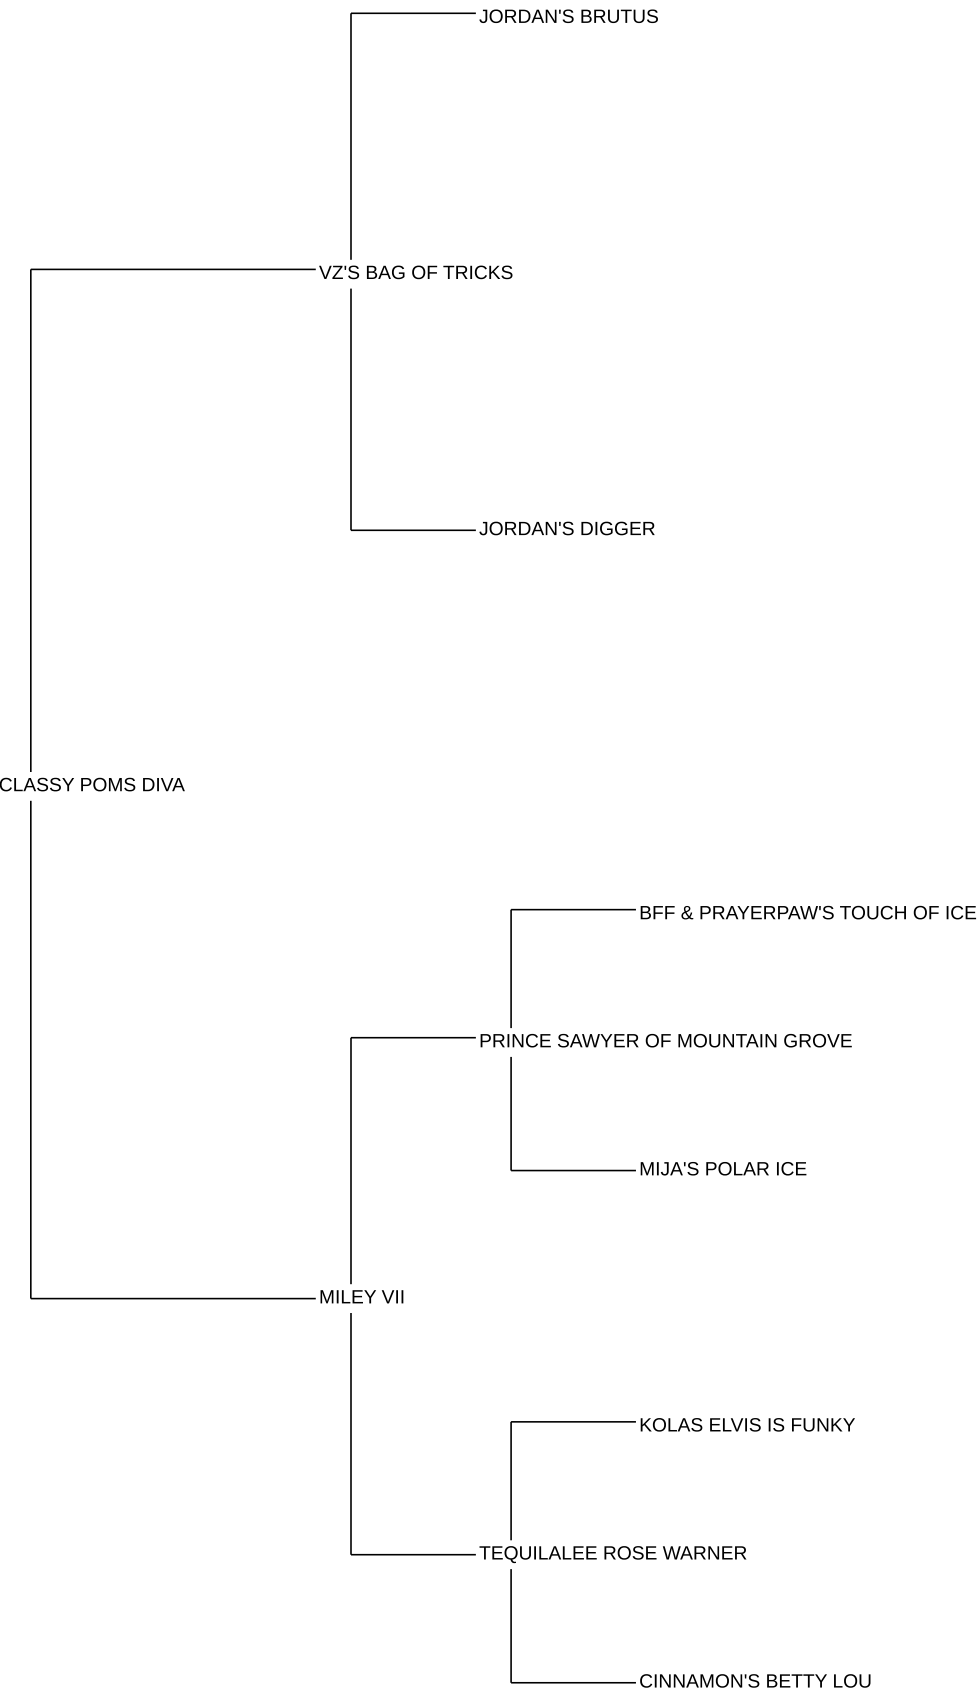 JORDAN'S BRUTUS
VZ'S BAG OF TRICKS
JORDAN'S DIGGER
CLASSY POMS DIVA
BFF & PRAYERPAW'S TOUCH OF ICE
PRINCE SAWYER OF MOUNTAIN GROVE
MIJA'S POLAR ICE
MILEY VII
KOLAS ELVIS IS FUNKY
TEQUILALEE ROSE WARNER
CINNAMON'S BETTY LOU